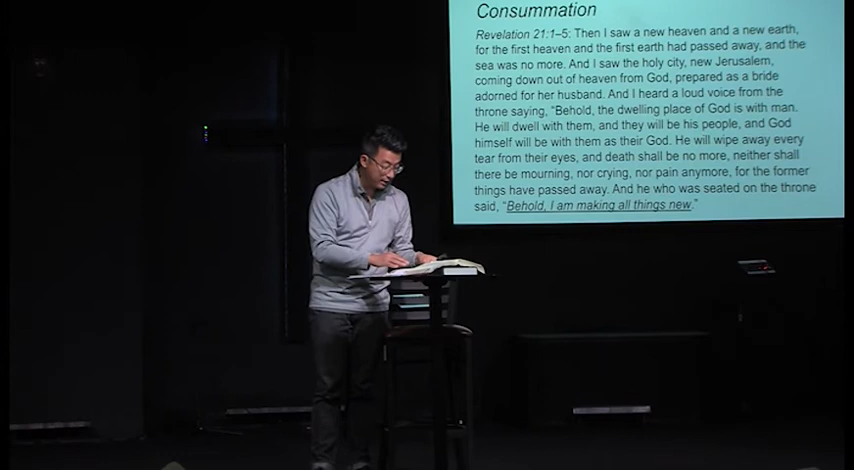 Consummation
Revelation 21:1–5: Then I saw a new heaven and a new earth,
for the first heaven and the first earth had passed away, and the
sea was no more. And I saw the holy city, new Jerusalem,
coming down out of heaven from God, prepared as a bride
adorned for her husband. And I heard a loud voice from the
throne saying, “Behold, the dwelling place of God is with man.
He will dwell with them, and they will be his people, and God
himself will be with them as their God. He will wipe away every
tear from their eyes, and death shall be no more, neither shall
there be mourning, nor crying, nor pain anymore, for the former
things have passed away. And he who was seated on the throne
said, “Behold, I am making all things new.”